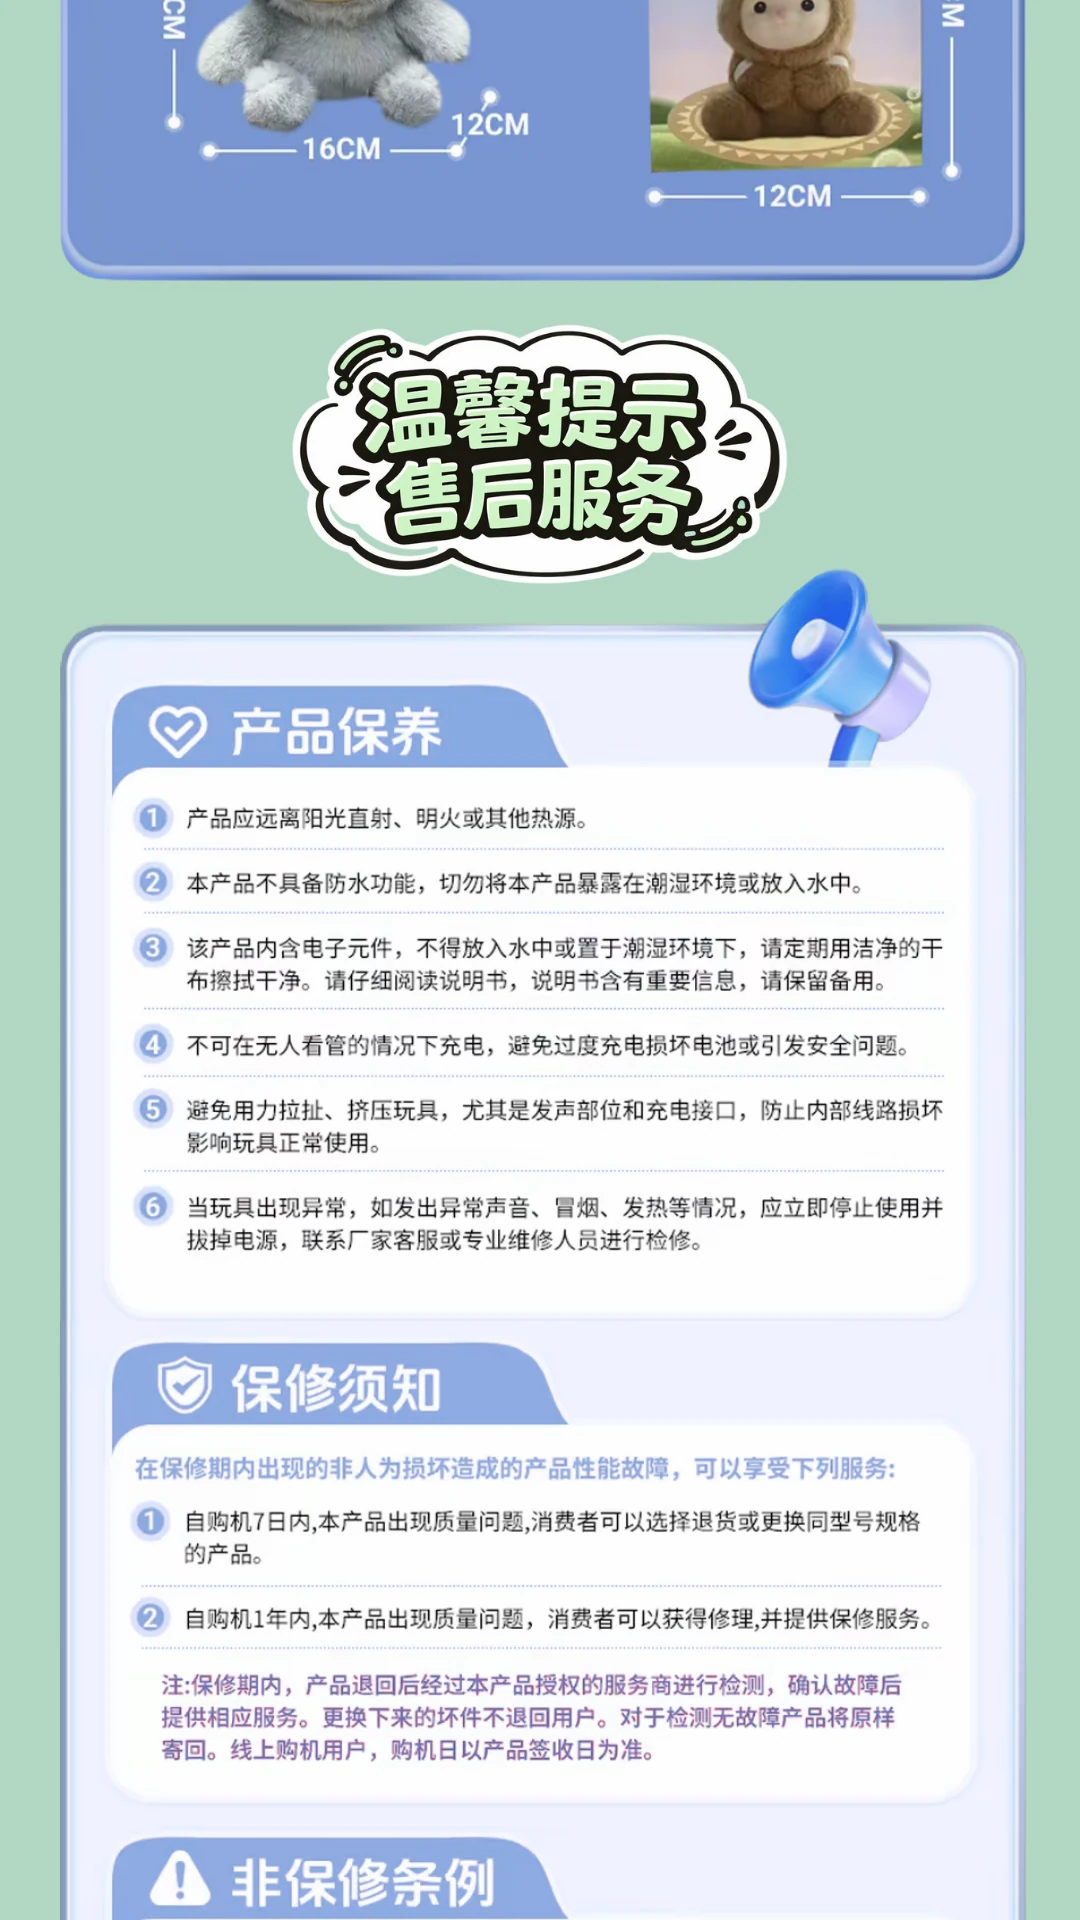 CM
CM
12CM
16CM
12CM
温馨提示
售后服务
产品保养
1 产品应远离阳光直射、明火或其他热源。
2 本产品不具备防水功能，切勿将本产品暴露在潮湿环境或放入水中。
3 该产品内含电子元件，不得放入水中或置于潮湿环境下，请定期用洁净的干
布擦拭干净。请仔细阅读说明书，说明书含有重要信息，请保留备用。
4 不可在无人看管的情况下充电，避免过度充电损坏电池或引发安全问题。
5 避免用力拉扯、挤压玩具，尤其是发声部位和充电接口，防止内部线路损坏
影响玩具正常使用。
6 当玩具出现异常，如发出异常声音、冒烟、发热等情况，应立即停止使用并
拔掉电源，联系厂家客服或专业维修人员进行检修。
保修须知
在保修期内出现的非人为损坏造成的产品性能故障，可以享受下列服务:
1 自购机7日内,本产品出现质量问题,消费者可以选择退货或更换同型号规格
的产品。
2 自购机1年内,本产品出现质量问题，消费者可以获得修理,并提供保修服务。
注:保修期内，产品退回后经过本产品授权的服务商进行检测，确认故障后
提供相应服务。更换下来的坏件不退回用户。对于检测无故障产品将原样
寄回。线上购机用户，购机日以产品签收日为准。
非保修条例